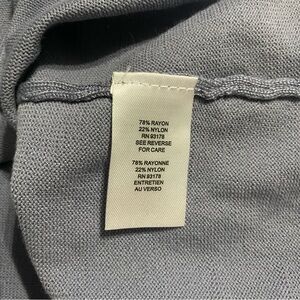 78% RAYON
22% NYLON
RN 93178
SEE REVERSE
FOR CARE
78% RAYONNE
22% NYLON
RN 93178
ENTRETIEN
AU VERSO